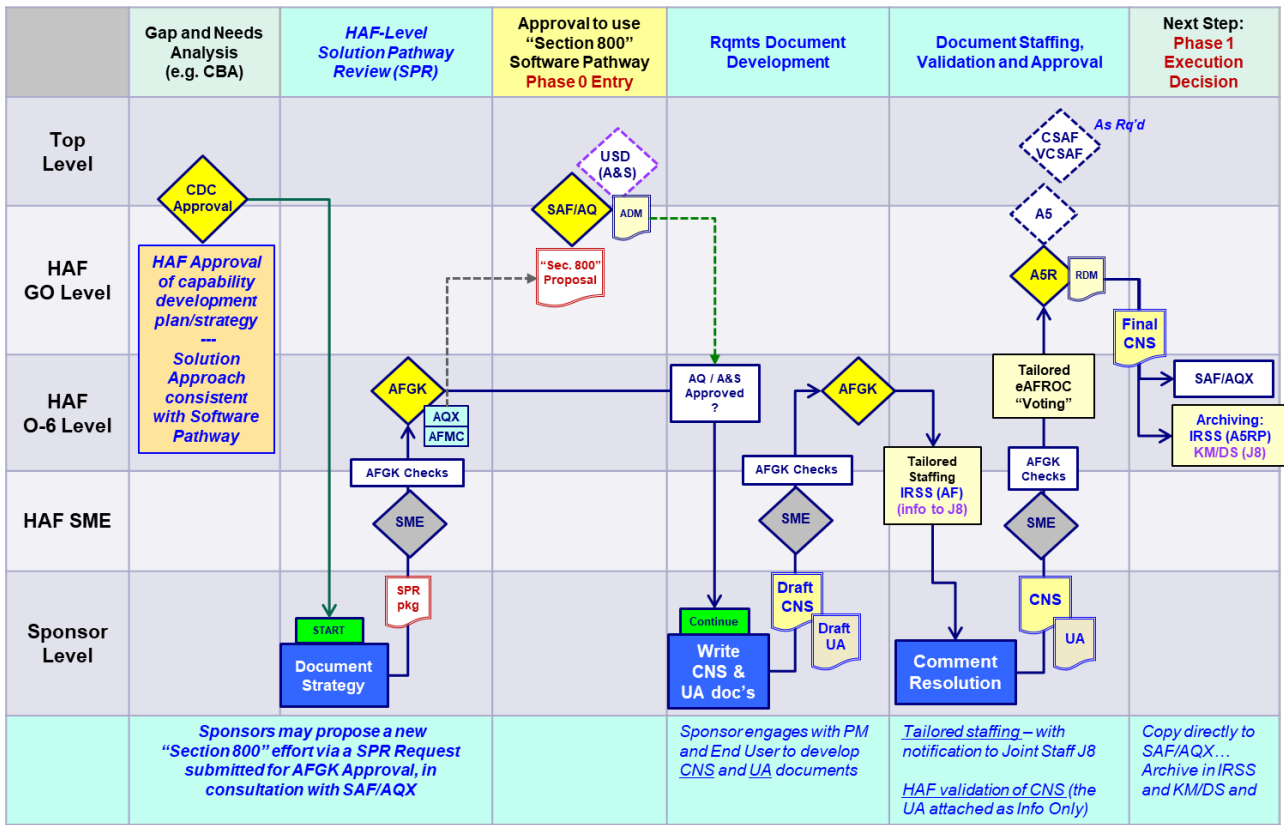 Gap and Needs
Analysis
(e.g. CBA)
HAF-Level
Solution Pathway
Review (SPR)
Approval to use
“Section 800”
Software Pathway
Phase 0 Entry
Rqmts Document
Development
Document Staffing,
Validation and Approval
Next Step:
Phase 1
Execution
Decision
Top
Level
CDC
Approval
USD
(A&S)
SAF/AQ
ADM
CSAF
VCSAF
As Rq’d
A5
HAF
GO Level
HAF Approval
of capability
development
plan/strategy
---
Solution
Approach
consistent
with Software
Pathway
“Sec. 800”
Proposal
A5R
RDM
Final
CNS
HAF
O-6 Level
AFGK
AQX
AFMC
AFGK Checks
AQ / A&S
Approved
?
AFGK
AFGK Checks
Tailored
Staffing
IRSS (AF)
(info to J8)
Tailored
eAFROC
“Voting”
AFGK
Checks
SAF/AQX
Archiving:
IRSS (A5RP)
KM/DS (J8)
HAF SME
SME
SME
SME
Sponsor
Level
START
Document
Strategy
SPR
pkg
Continue
Write
CNS &
UA doc’s
Draft
CNS
Draft
UA
Comment
Resolution
CNS
UA
Sponsors may propose a new
“Section 800” effort via a SPR Request
submitted for AFGK Approval, in
consultation with SAF/AQX
Sponsor engages with PM
and End User to develop
CNS and UA documents
Tailored staffing – with
notification to Joint Staff J8
HAF validation of CNS (the
UA attached as Info Only)
Copy directly to
SAF/AQX…
Archive in IRSS
and KM/DS and